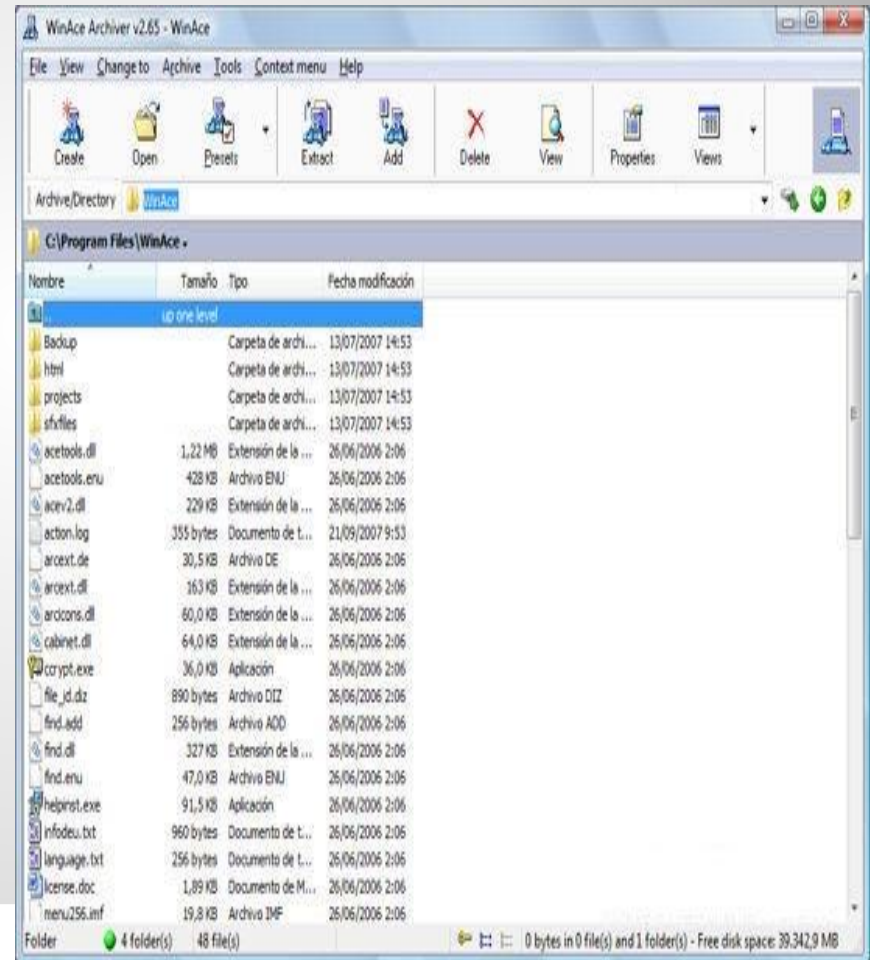 WinAce Archiver v2.65 - WinAce
File View Change to Archive Tools Context menu Help
Create Open Presets Extract Add Delete View Properties Views
Archive/Directory WinAce
C:\Program Files\WinAce
Nombre Tamaño Tipo Fecha modificación
.. up one level
Backup Carpeta de archi... 13/07/2007 14:53
html Carpeta de archi... 13/07/2007 14:53
projects Carpeta de archi... 13/07/2007 14:53
sfxfiles Carpeta de archi... 13/07/2007 14:53
acetools.dll 1,22 MB Extensión de la ... 26/06/2006 2:06
acetools.enu 428 KB Archivo ENU 26/06/2006 2:06
acev2.dll 229 KB Extensión de la ... 26/06/2006 2:06
action.log 355 bytes Documento de t... 21/09/2007 9:53
arcext.de 30,5 KB Archivo DE 26/06/2006 2:06
arcext.dll 163 KB Extensión de la ... 26/06/2006 2:06
arcicons.dll 60,0 KB Extensión de la ... 26/06/2006 2:06
cabinet.dll 64,0 KB Extensión de la ... 26/06/2006 2:06
ccrypt.exe 36,0 KB Aplicación 26/06/2006 2:06
file_id.diz 890 bytes Archivo DIZ 26/06/2006 2:06
find.add 256 bytes Archivo ADD 26/06/2006 2:06
find.dll 327 KB Extensión de la ... 26/06/2006 2:06
find.enu 47,0 KB Archivo ENU 26/06/2006 2:06
helpinst.exe 91,5 KB Aplicación 26/06/2006 2:06
infodeu.txt 960 bytes Documento de t... 26/06/2006 2:06
language.txt 256 bytes Documento de t... 26/06/2006 2:06
license.doc 1,89 KB Documento de M... 26/06/2006 2:06
menu256.imf 19,8 KB Archivo IMF 26/06/2006 2:06
Folder 4 folder(s) 48 file(s) 0 bytes in 0 file(s) and 1 folder(s) - Free disk space: 39.342,9 MB